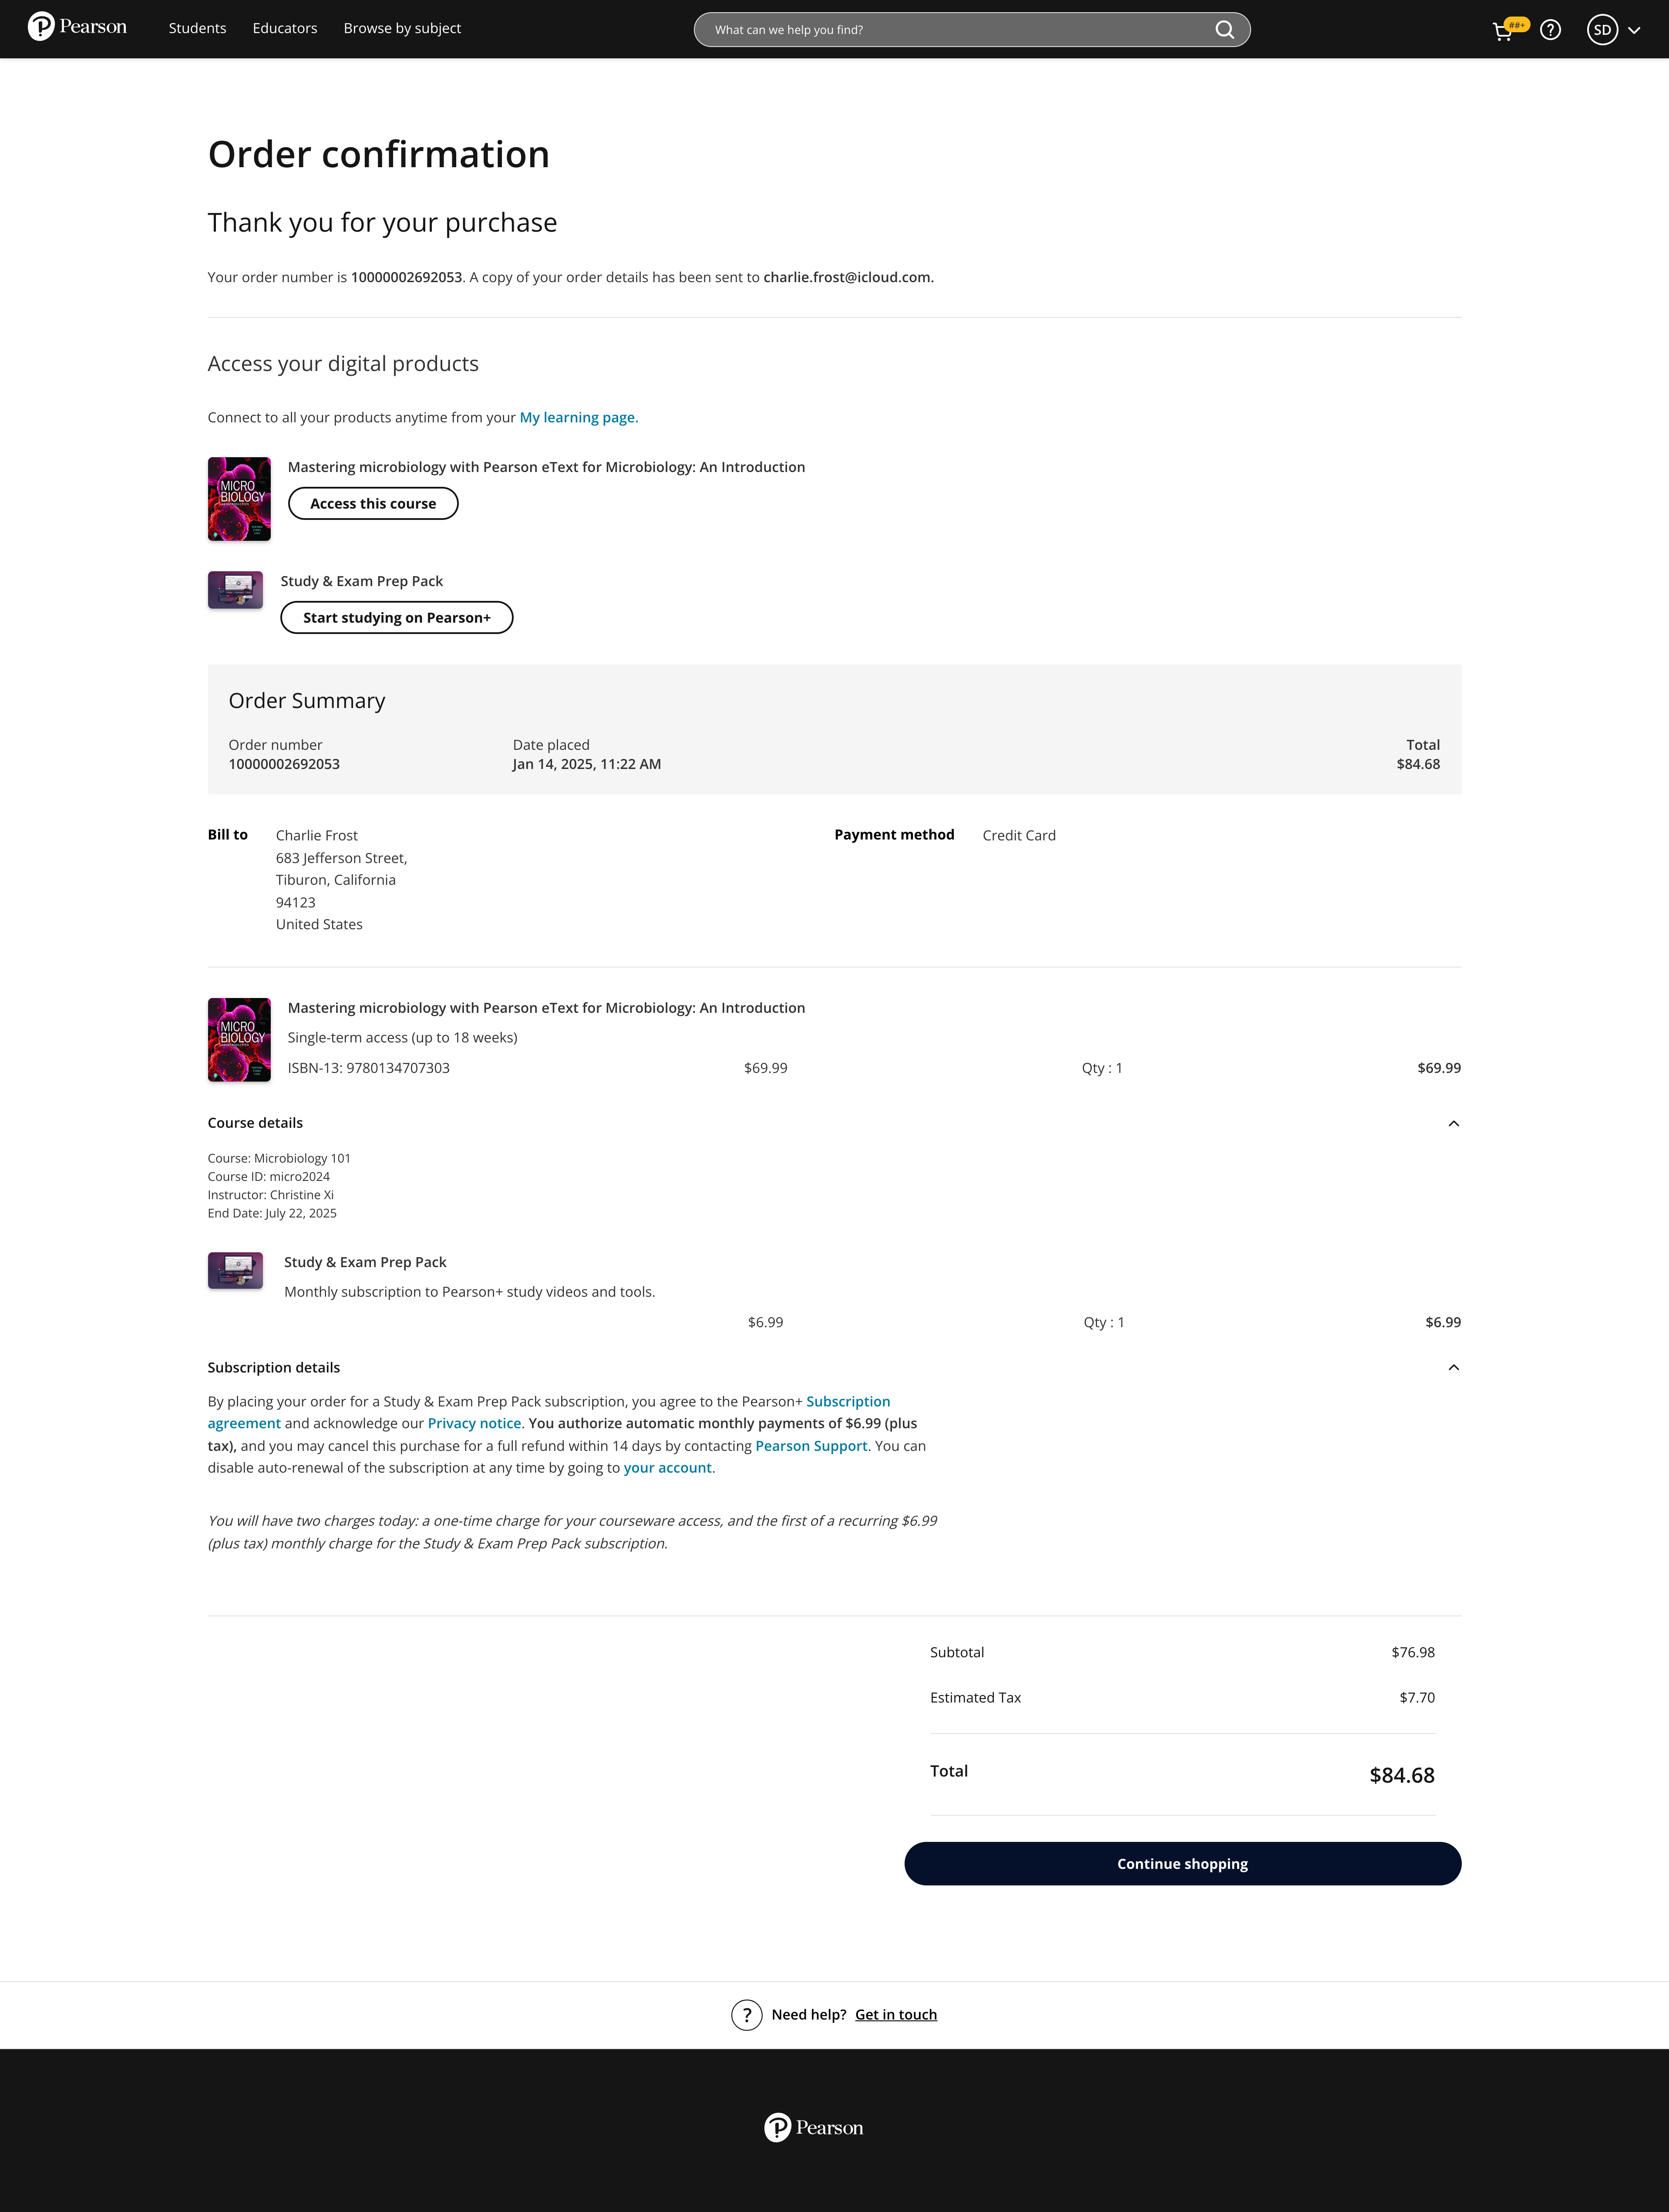 Pearson
Students
Educators
Browse by subject
What can we help you find?
##+
?
SD
Order confirmation
Thank you for your purchase
Your order number is 10000002692053. A copy of your order details has been sent to charlie.frost@icloud.com.
Access your digital products
Connect to all your products anytime from your My learning page.
MICRO
BIOLOGY
Mastering microbiology with Pearson eText for Microbiology: An Introduction
Access this course
Study & Exam Prep Pack
Start studying on Pearson+
Order Summary
Order number
10000002692053
Date placed
Jan 14, 2025, 11:22 AM
Total
$84.68
Bill to
Charlie Frost
683 Jefferson Street,
Tiburon, California
94123
United States
Payment method
Credit Card
MICRO
BIOLOGY
Mastering microbiology with Pearson eText for Microbiology: An Introduction
Single-term access (up to 18 weeks)
ISBN-13: 9780134707303
$69.99
Qty : 1
$69.99
Course details
Course: Microbiology 101
Course ID: micro2024
Instructor: Christine Xi
End Date: July 22, 2025
Study & Exam Prep Pack
Monthly subscription to Pearson+ study videos and tools.
$6.99
Qty : 1
$6.99
Subscription details
By placing your order for a Study & Exam Prep Pack subscription, you agree to the Pearson+ Subscription
agreement and acknowledge our Privacy notice. You authorize automatic monthly payments of $6.99 (plus
tax), and you may cancel this purchase for a full refund within 14 days by contacting Pearson Support. You can
disable auto-renewal of the subscription at any time by going to your account.
You will have two charges today: a one-time charge for your courseware access, and the first of a recurring $6.99
(plus tax) monthly charge for the Study & Exam Prep Pack subscription.
Subtotal
$76.98
Estimated Tax
$7.70
Total
$84.68
Continue shopping
?
Need help? Get in touch
Pearson